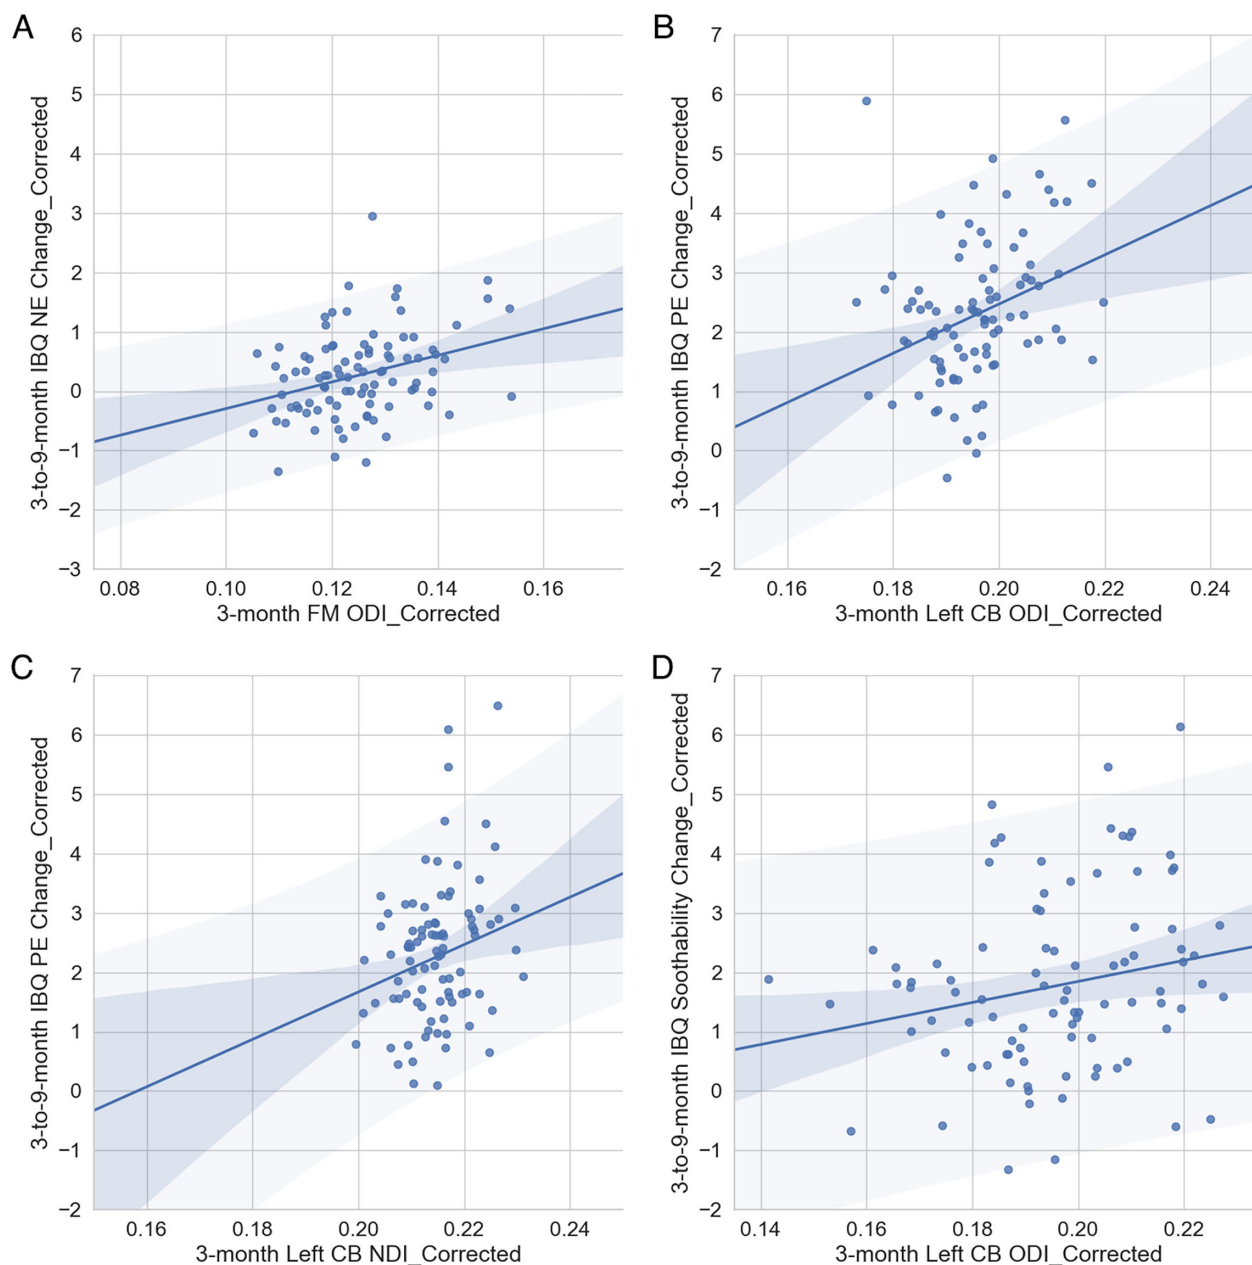 A
6
5
4
3
2
1
0
−1
−2
−3
3-to-9-month IBQ NE Change_Corrected
0.08 0.10 0.12 0.14 0.16
3-month FM ODI_Corrected
B
7
6
5
4
3
2
1
0
−1
−2
3-to-9-month IBQ PE Change_Corrected
0.16 0.18 0.20 0.22 0.24
3-month Left CB ODI_Corrected
C
7
6
5
4
3
2
1
0
−1
−2
3-to-9-month IBQ PE Change_Corrected
0.16 0.18 0.20 0.22 0.24
3-month Left CB NDI_Corrected
D
7
6
5
4
3
2
1
0
−1
−2
3-to-9-month IBQ Soothability Change_Corrected
0.14 0.16 0.18 0.20 0.22
3-month Left CB ODI_Corrected